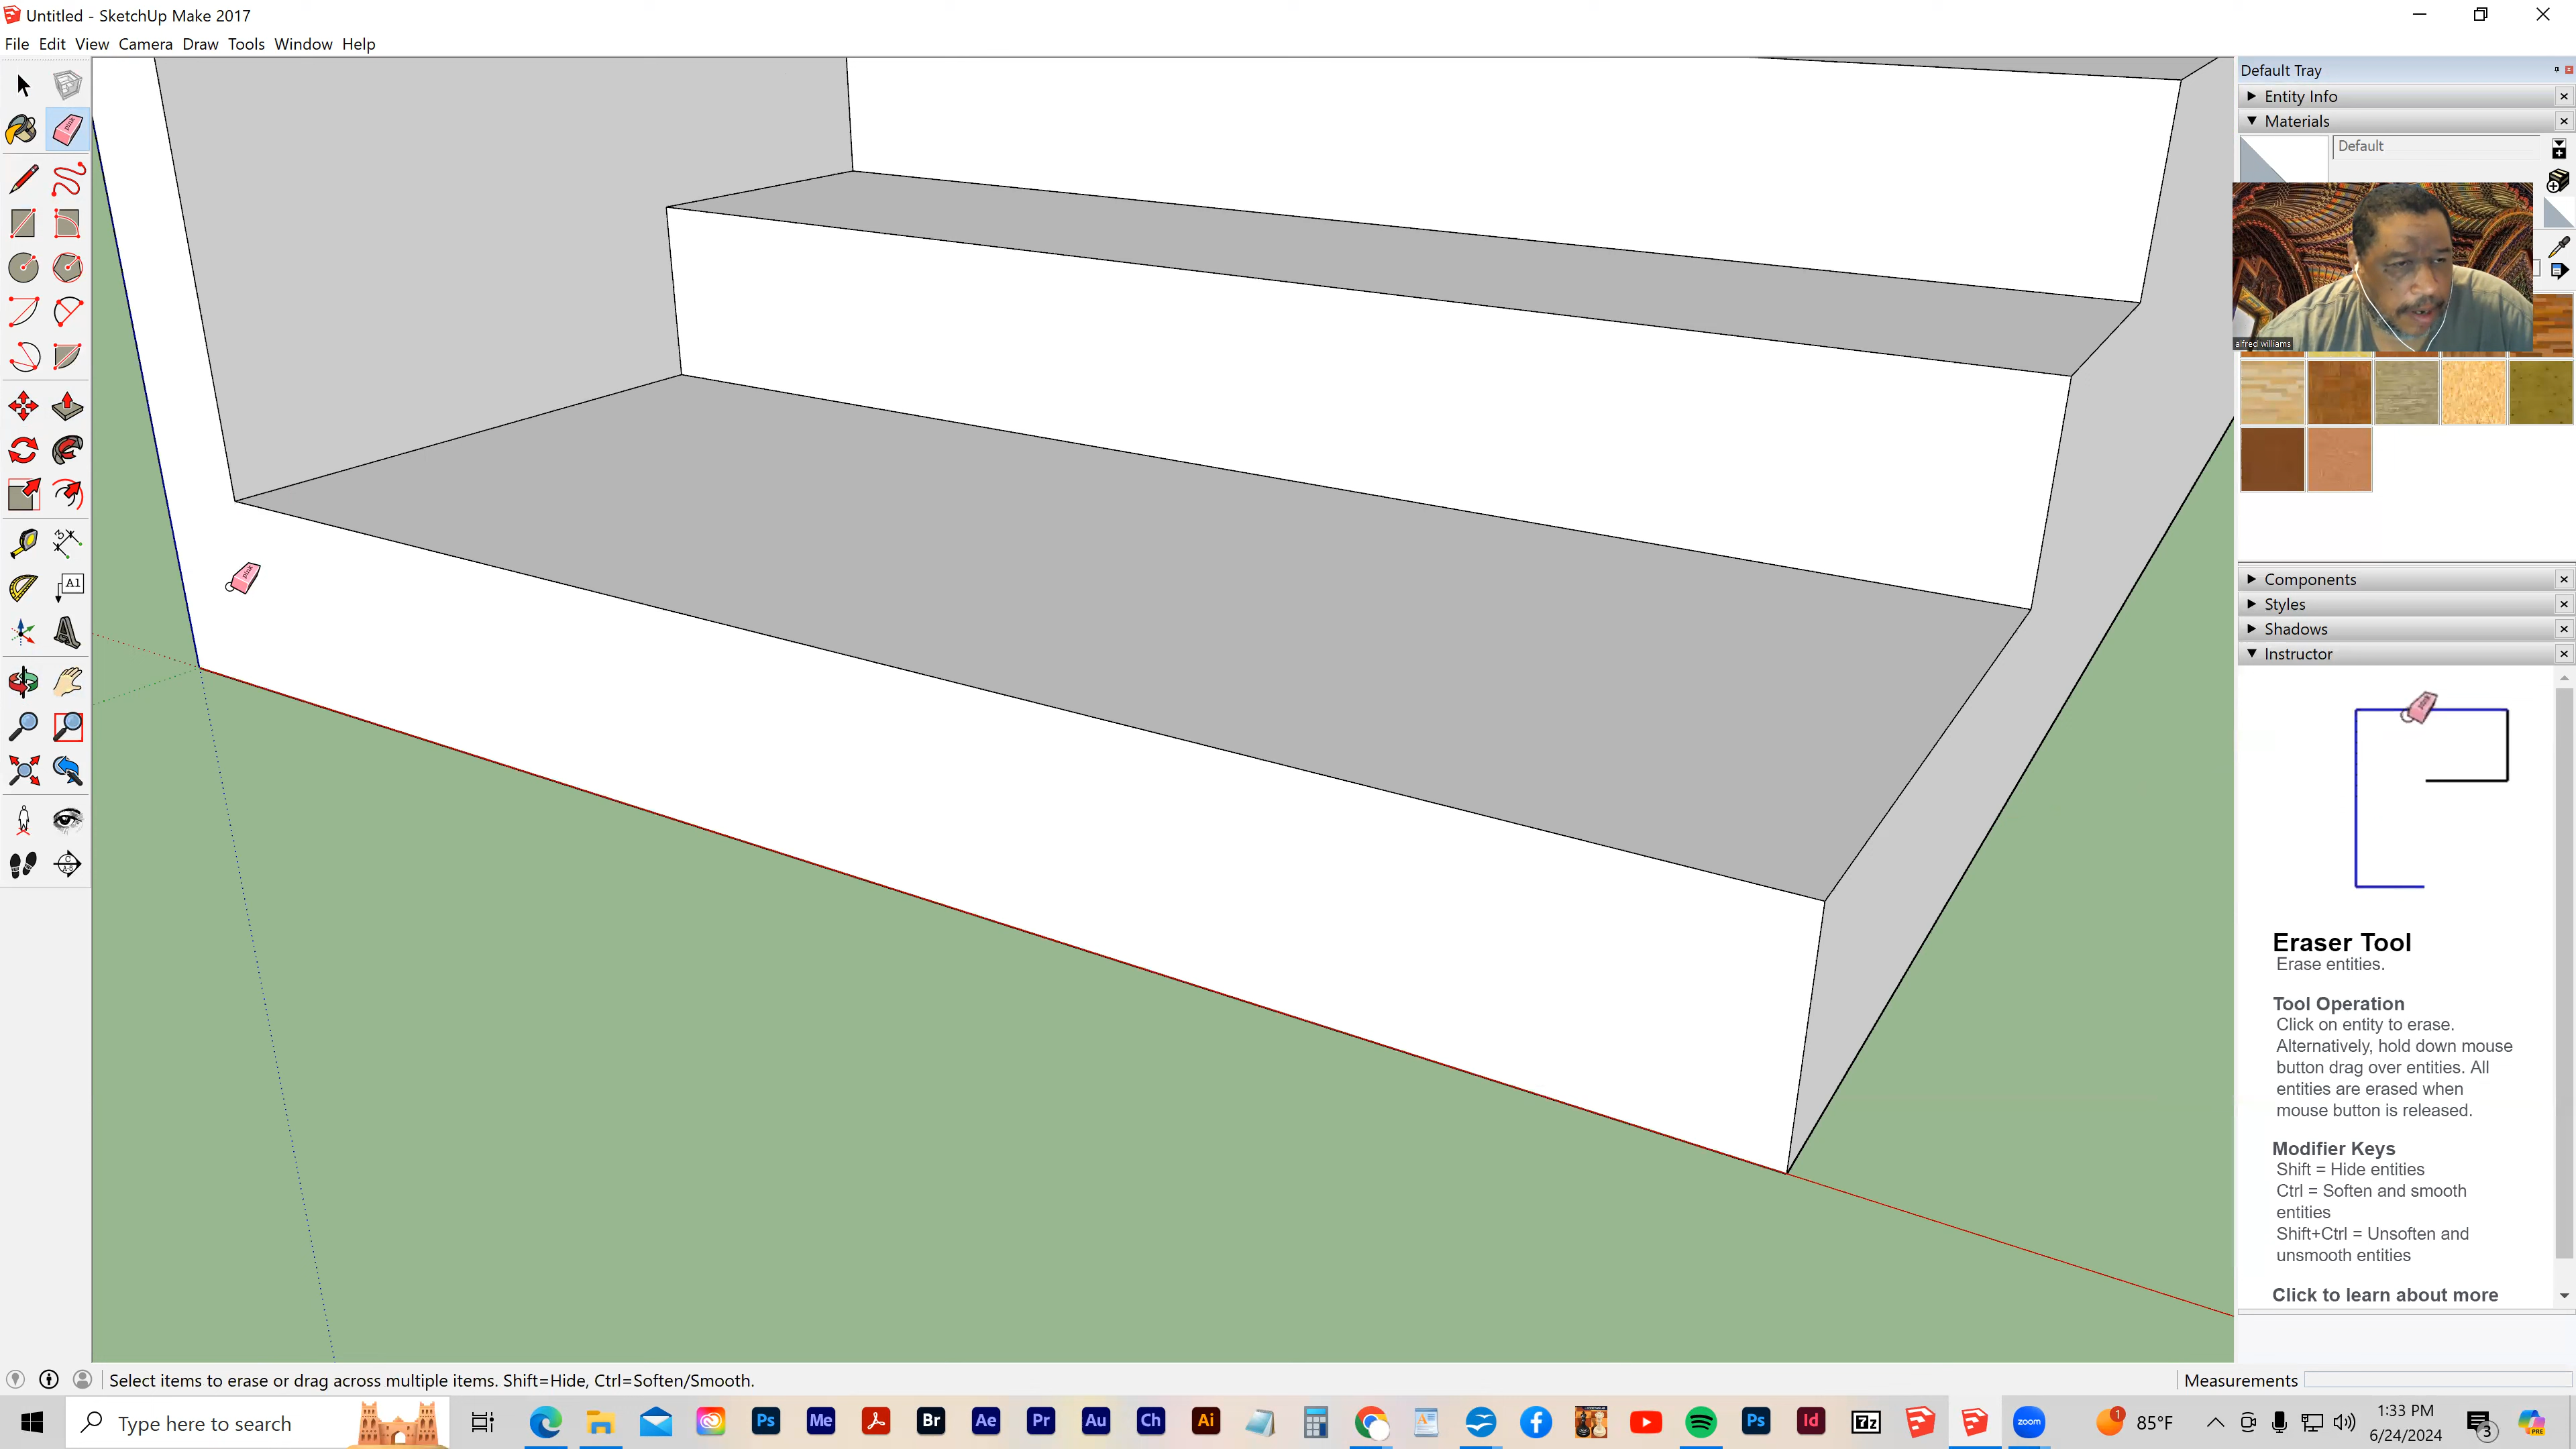 Untitled - SketchUp Make 2017
File Edit View Camera Draw Tools Window Help
Default Tray
Entity Info
Materials
Default
alfred williams
A1
Components
Styles
Shadows
Instructor
Eraser Tool
Erase entities.
Tool Operation
Click on entity to erase.
Alternatively, hold down mouse
button drag over entities. All
entities are erased when
mouse button is released.
Modifier Keys
Shift = Hide entities
Ctrl = Soften and smooth
entities
Shift+Ctrl = Unsoften and
unsmooth entities
Click to learn about more
Select items to erase or drag across multiple items. Shift=Hide, Ctrl=Soften/Smooth.
Measurements
Type here to search
Ps Me Br Ae Pr Au Ch Ai Ps Id 7z zoom
1 85°F
1:33 PM
6/24/2024
3
PRE